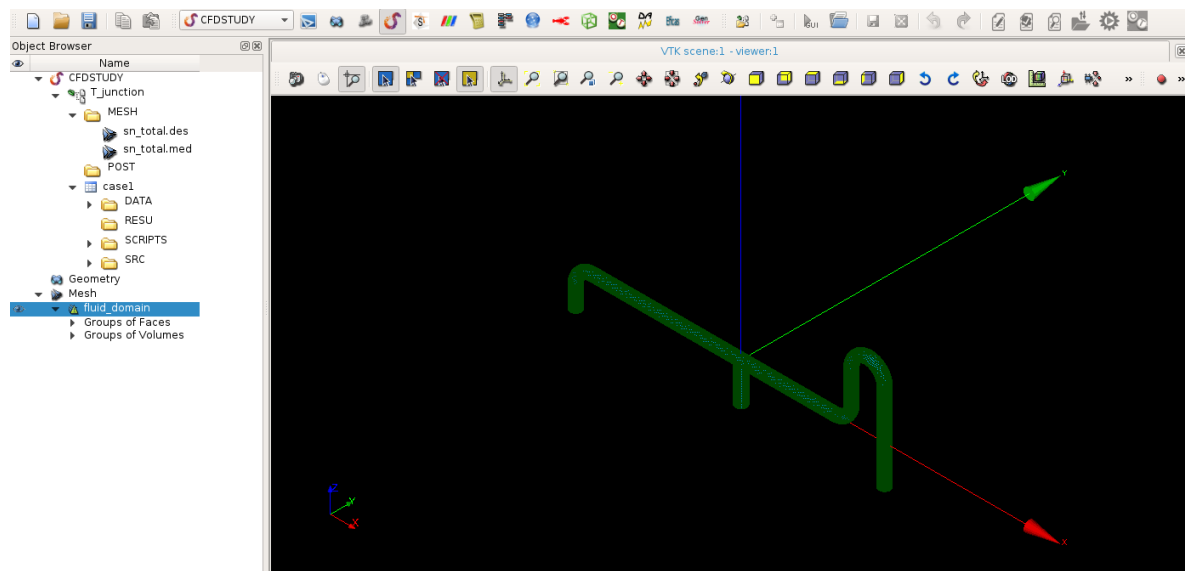 CFDSTUDY
GUI
Object Browser
VTK scene:1 - viewer:1
Name
CFDSTUDY
T_junction
MESH
sn_total.des
sn_total.med
POST
case1
DATA
RESU
SCRIPTS
SRC
Geometry
Mesh
fluid_domain
Groups of Faces
Groups of Volumes
Y
X
Z
Y
X